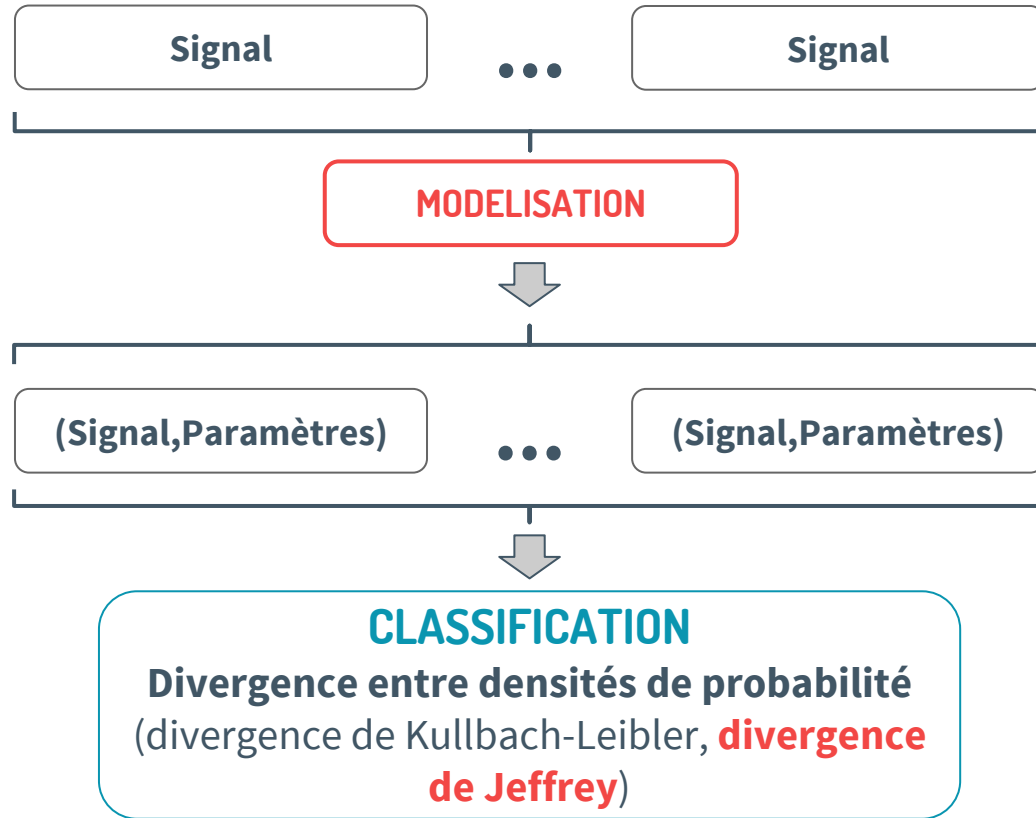 Signal ... Signal
MODELISATION
(Signal,Paramètres) ... (Signal,Paramètres)
CLASSIFICATION
Divergence entre densités de probabilité
(divergence de Kullbach-Leibler, divergence
de Jeffrey)